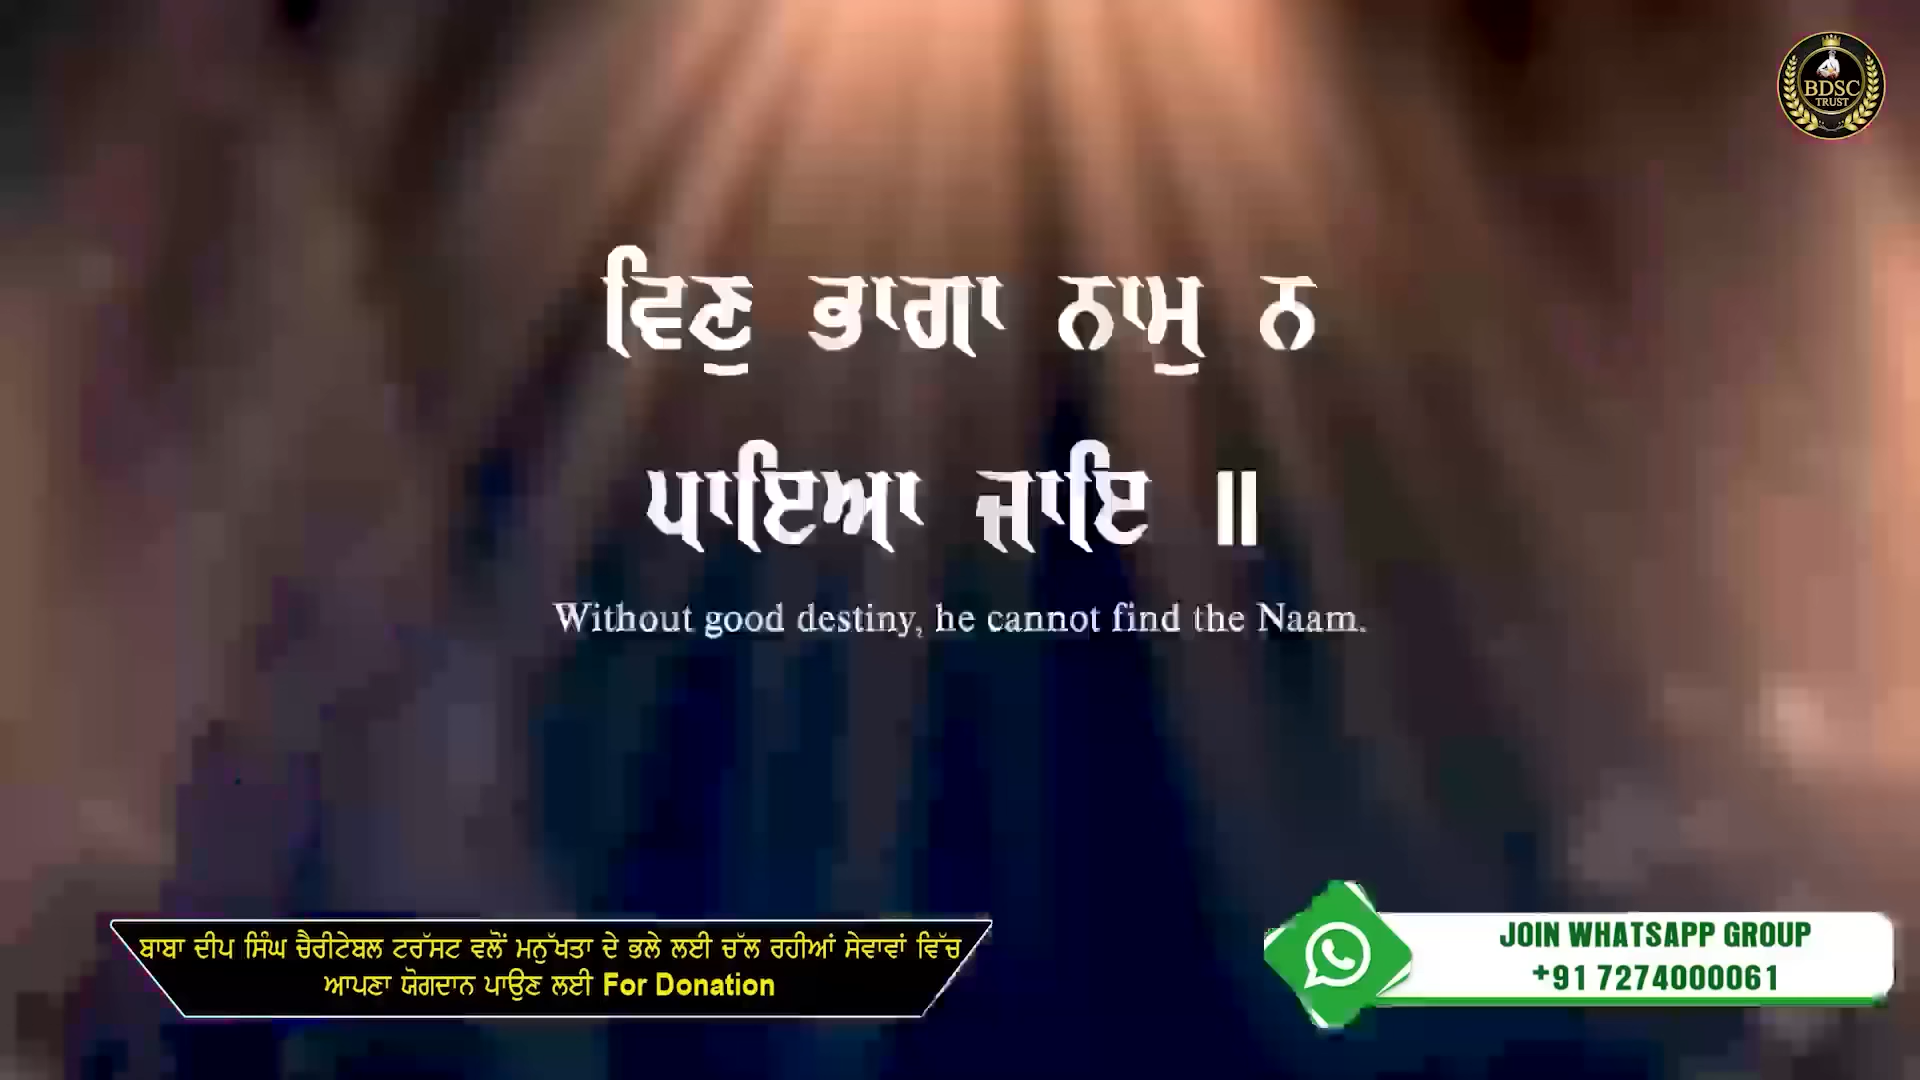 BDSC
TRUST
ਵਿਣੁ ਭਾਗਾ ਨਾਮੁ ਨ
ਪਾਇਆ ਜਾਇ ॥
Without good destiny, he cannot find the Naam.
ਬਾਬਾ ਦੀਪ ਸਿੰਘ ਚੈਰੀਟੇਬਲ ਟਰੱਸਟ ਵਲੋਂ ਮਨੁੱਖਤਾ ਦੇ ਭਲੇ ਲਈ ਚੱਲ ਰਹੀਆਂ ਸੇਵਾਵਾਂ ਵਿੱਚ
ਆਪਣਾ ਯੋਗਦਾਨ ਪਾਉਣ ਲਈ For Donation
JOIN WHATSAPP GROUP
+91 7274000061